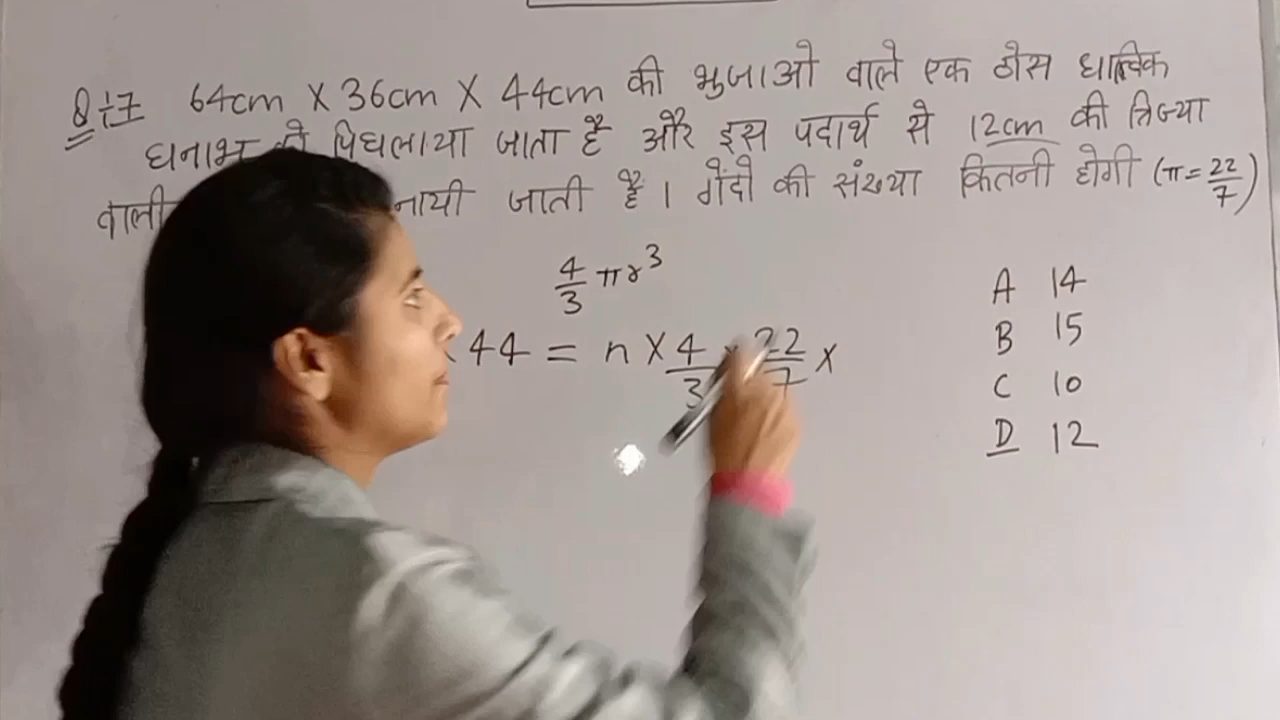 Q:-7 64cm X 36cm X 44cm की भुजाओ वाले एक ठोस धात्विक
घनाभ पिघलाया जाता है और इस पदार्थ से 12cm की त्रिज्या
वाली जाती है। गेंदो की संख्या कितनी होगी (π=22/7)
4/3 πr³
44 = n X 4/3 22/7 X
A 14
B 15
C 10
D 12